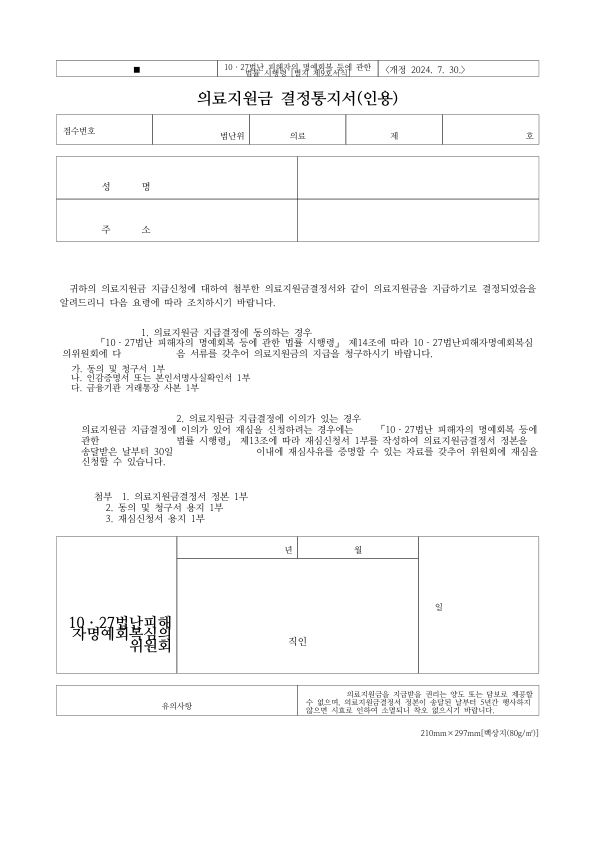 ■ 10ㆍ27법난 피해자의 명예회복 등에 관한 〈개정 2024. 7. 30.〉
법률 시행령 [별지 제9호서식]
의료지원금 결정통지서(인용)
접수번호 법난위 의료 제 호
성 명
주 소
귀하의 의료지원금 지급신청에 대하여 첨부한 의료지원금결정서와 같이 의료지원금을 지급하기로 결정되었음을
알려드리니 다음 요령에 따라 조치하시기 바랍니다.
1. 의료지원금 지급결정에 동의하는 경우
「10ㆍ27법난 피해자의 명예회복 등에 관한 법률 시행령」 제14조에 따라 10ㆍ27법난피해자명예회복심
의위원회에 다 음 서류를 갖추어 의료지원금의 지급을 청구하시기 바랍니다.
가. 동의 및 청구서 1부
나. 인감증명서 또는 본인서명사실확인서 1부
다. 금융기관 거래통장 사본 1부
2. 의료지원금 지급결정에 이의가 있는 경우
의료지원금 지급결정에 이의가 있어 재심을 신청하려는 경우에는 「10ㆍ27법난 피해자의 명예회복 등에
관한 법률 시행령」 제13조에 따라 재심신청서 1부를 작성하여 의료지원금결정서 정본을
송달받은 날부터 30일 이내에 재심사유를 증명할 수 있는 자료를 갖추어 위원회에 재심을
신청할 수 있습니다.
첨부 1. 의료지원금결정서 정본 1부
2. 동의 및 청구서 용지 1부
3. 재심신청서 용지 1부
년 월
일
10ㆍ27법난피해
자명예회복심의
위원회
직인
유의사항
의료지원금을 지급받을 권리는 양도 또는 담보로 제공할
수 없으며, 의료지원금결정서 정본이 송달된 날부터 5년간 행사하지
않으면 시효로 인하여 소멸되니 착오 없으시기 바랍니다.
210mm×297mm[백상지(80g/㎡)]